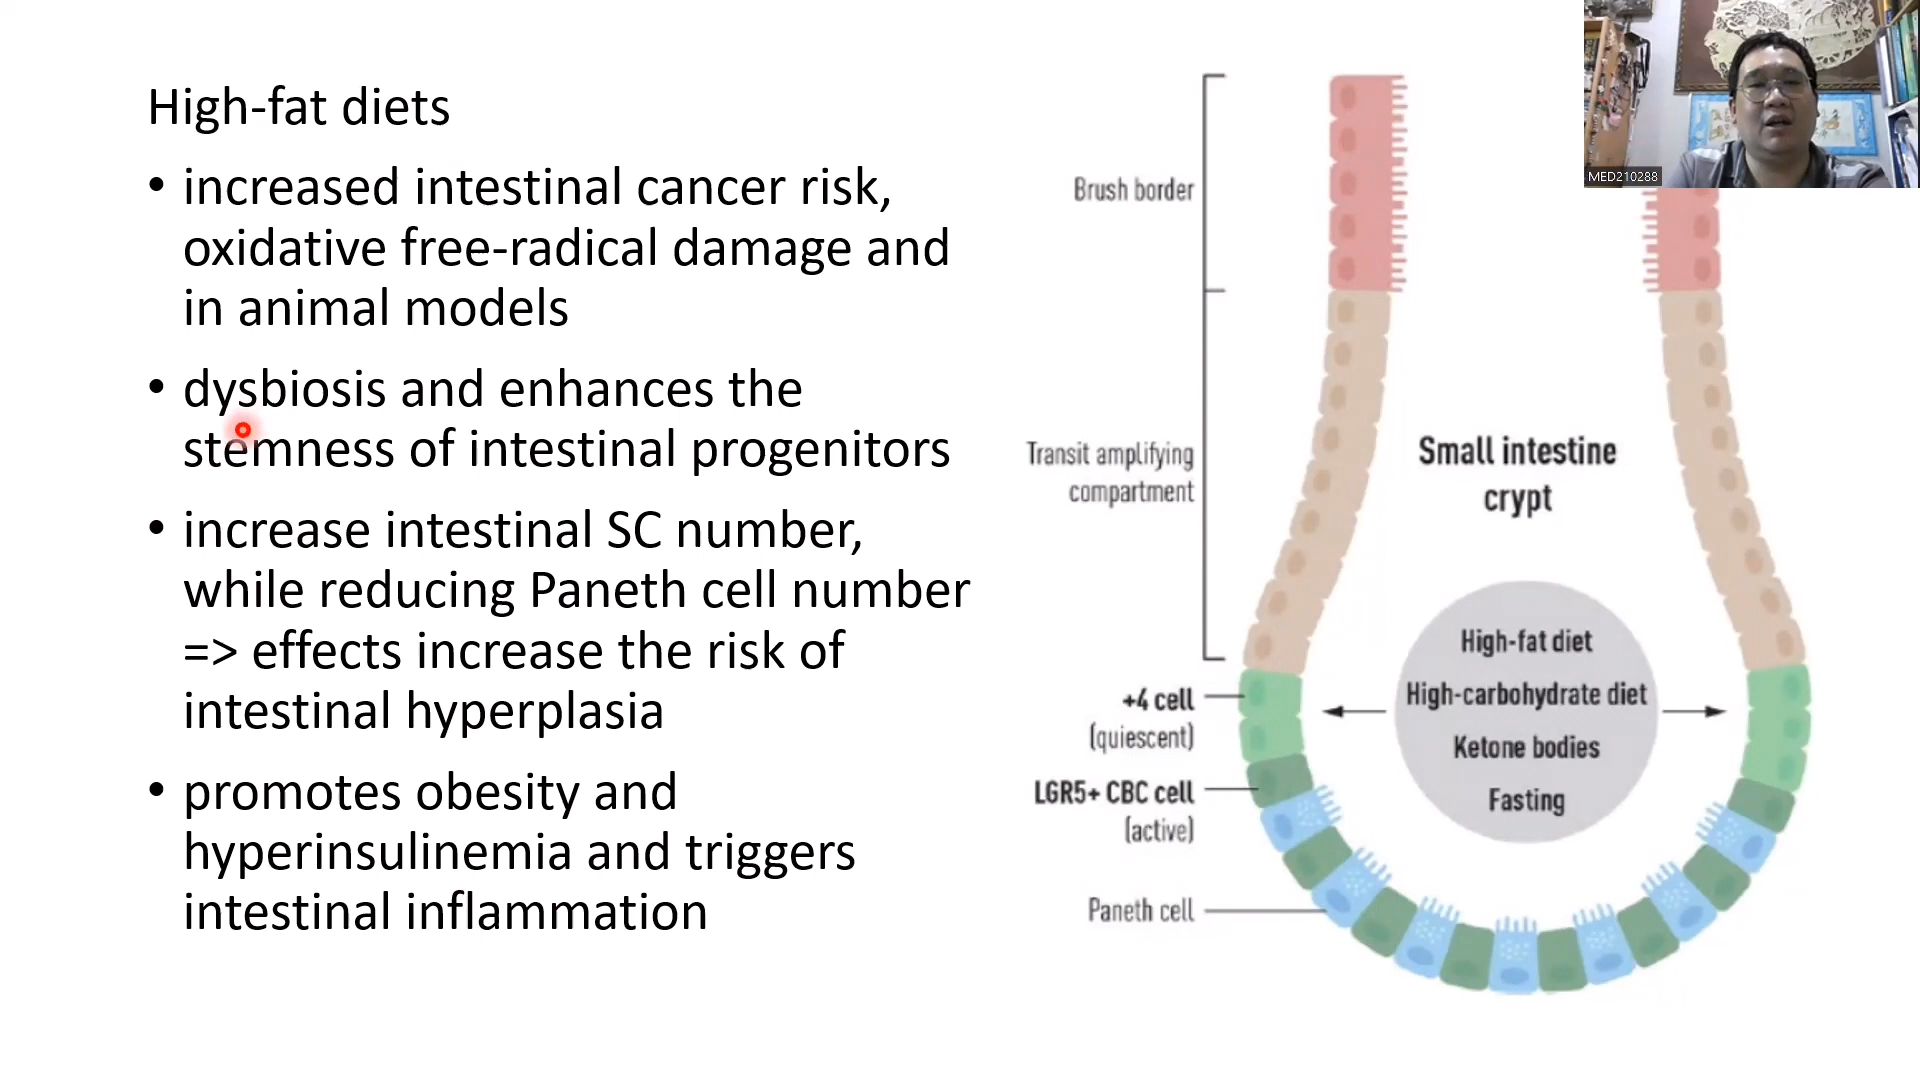 High-fat diets
• increased intestinal cancer risk,
oxidative free-radical damage and
in animal models
• dysbiosis and enhances the
stemness of intestinal progenitors
• increase intestinal SC number,
while reducing Paneth cell number
=> effects increase the risk of
intestinal hyperplasia
• promotes obesity and
hyperinsulinemia and triggers
intestinal inflammation
Brush border
Transit amplifying
compartment
+4 cell
(quiescent)
LGR5+ CBC cell
(active)
Paneth cell
Small intestine
crypt
High-fat diet
High-carbohydrate diet
Ketone bodies
Fasting
MED210288